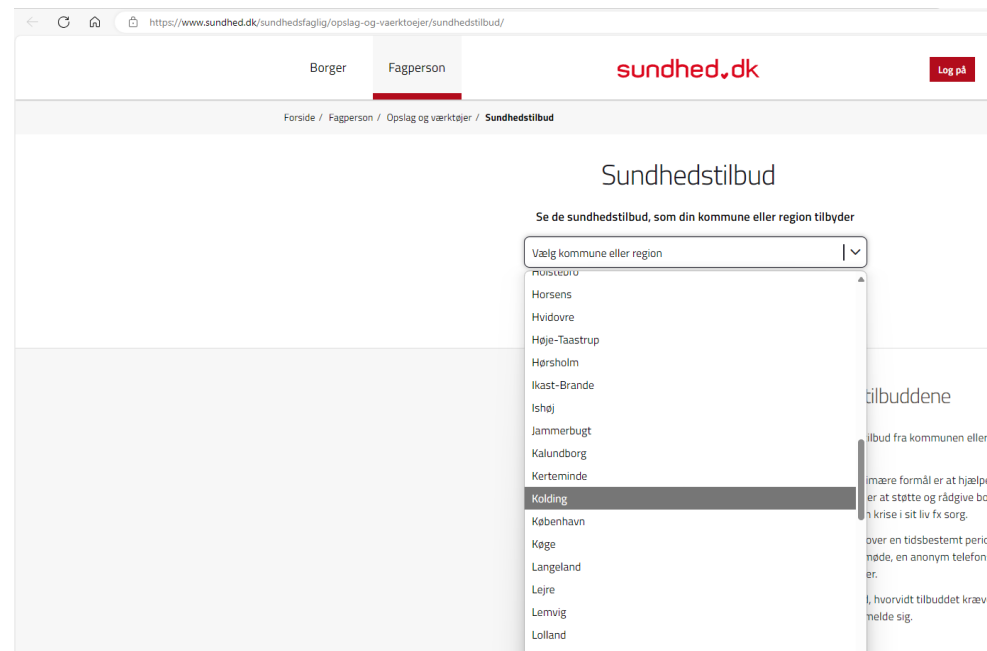 https://www.sundhed.dk/sundhedsfaglig/opslag-og-vaerktoejer/sundhedstilbud/
Borger
Fagperson
sundhed.dk
Log på
Forside / Fagperson / Opslag og værktøjer / Sundhedstilbud
Sundhedstilbud
Se de sundhedstilbud, som din kommune eller region tilbyder
Vælg kommune eller region
Holstebro
Horsens
Hvidovre
Høje-Taastrup
Hørsholm
Ikast-Brande
Ishøj
Jammerbugt
Kalundborg
Kerteminde
Kolding
København
Køge
Langeland
Lejre
Lemvig
Lolland
tilbuddene
ilbud fra kommunen eller
imære formål er at hjælpe
er at støtte og rådgive bo
n krise i sit liv fx sorg.
over en tidsbestemt perio
møde, en anonym telefon
er.
, hvorvidt tilbuddet kræv
melde sig.